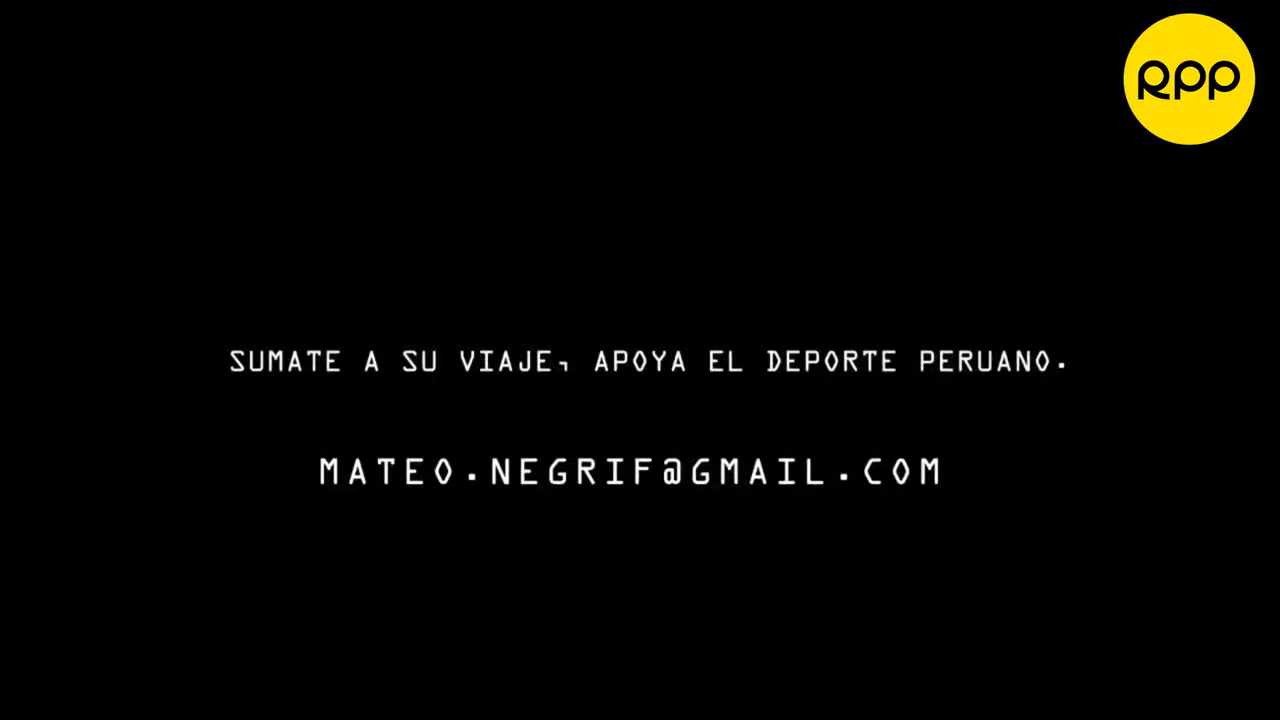 RPP
SUMATE A SU VIAJE, APOYA EL DEPORTE PERUANO.
MATEO.NEGRIF@GMAIL.COM